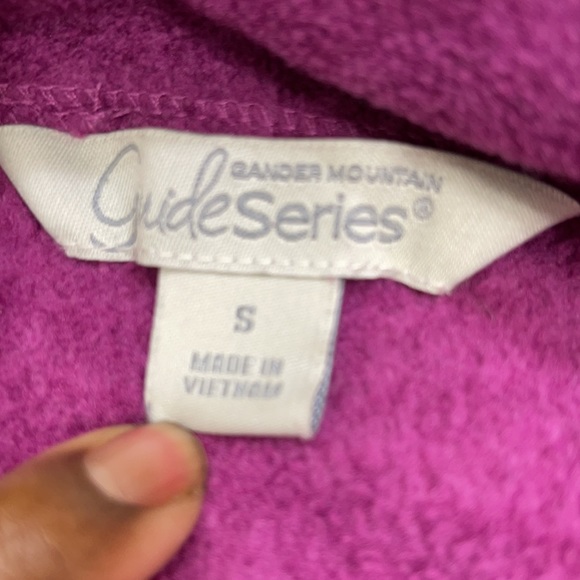 GANDER MOUNTAIN
GuideSeries®
S
MADE IN
VIETNAM